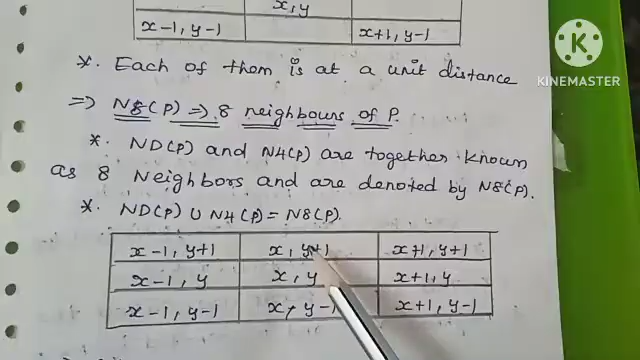 x, y
x-1, y-1 x+1, y-1
*. Each of them is at a unit distance
=> N8(P) => 8 neighbours of P.
*. ND(P) and N4(P) are together known
as 8 Neighbors and are denoted by N8(P).
*. ND(P) U N4(P) = N8(P).
x-1, y+1 x, y+1 x+1, y+1
x-1, y x, y x+1, y
x-1, y-1 x, y-1 x+1, y-1
KINEMASTER